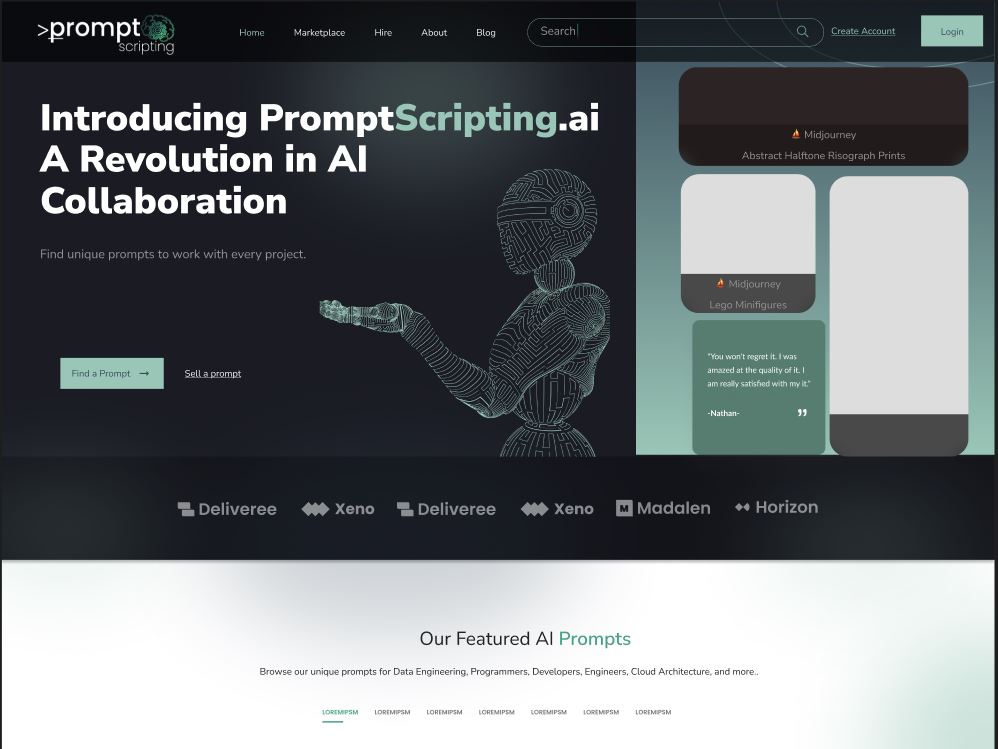 >prompt
scripting
Home Marketplace Hire About Blog
Search
Create Account
Login
Introducing PromptScripting.ai
A Revolution in AI
Collaboration
Find unique prompts to work with every project.
Find a Prompt →
Sell a prompt
Midjourney
Abstract Halftone Risograph Prints
Midjourney
Lego Minifigures
"You won't regret it. I was
amazed at the quality of it. I
am really satisfied with my it."
-Nathan- ”
Deliveree Xeno Deliveree Xeno M Madalen Horizon
Our Featured AI Prompts
Browse our unique prompts for Data Engineering, Programmers, Developers, Engineers, Cloud Architecture, and more..
LOREMIPSM LOREMIPSM LOREMIPSM LOREMIPSM LOREMIPSM LOREMIPSM LOREMIPSM